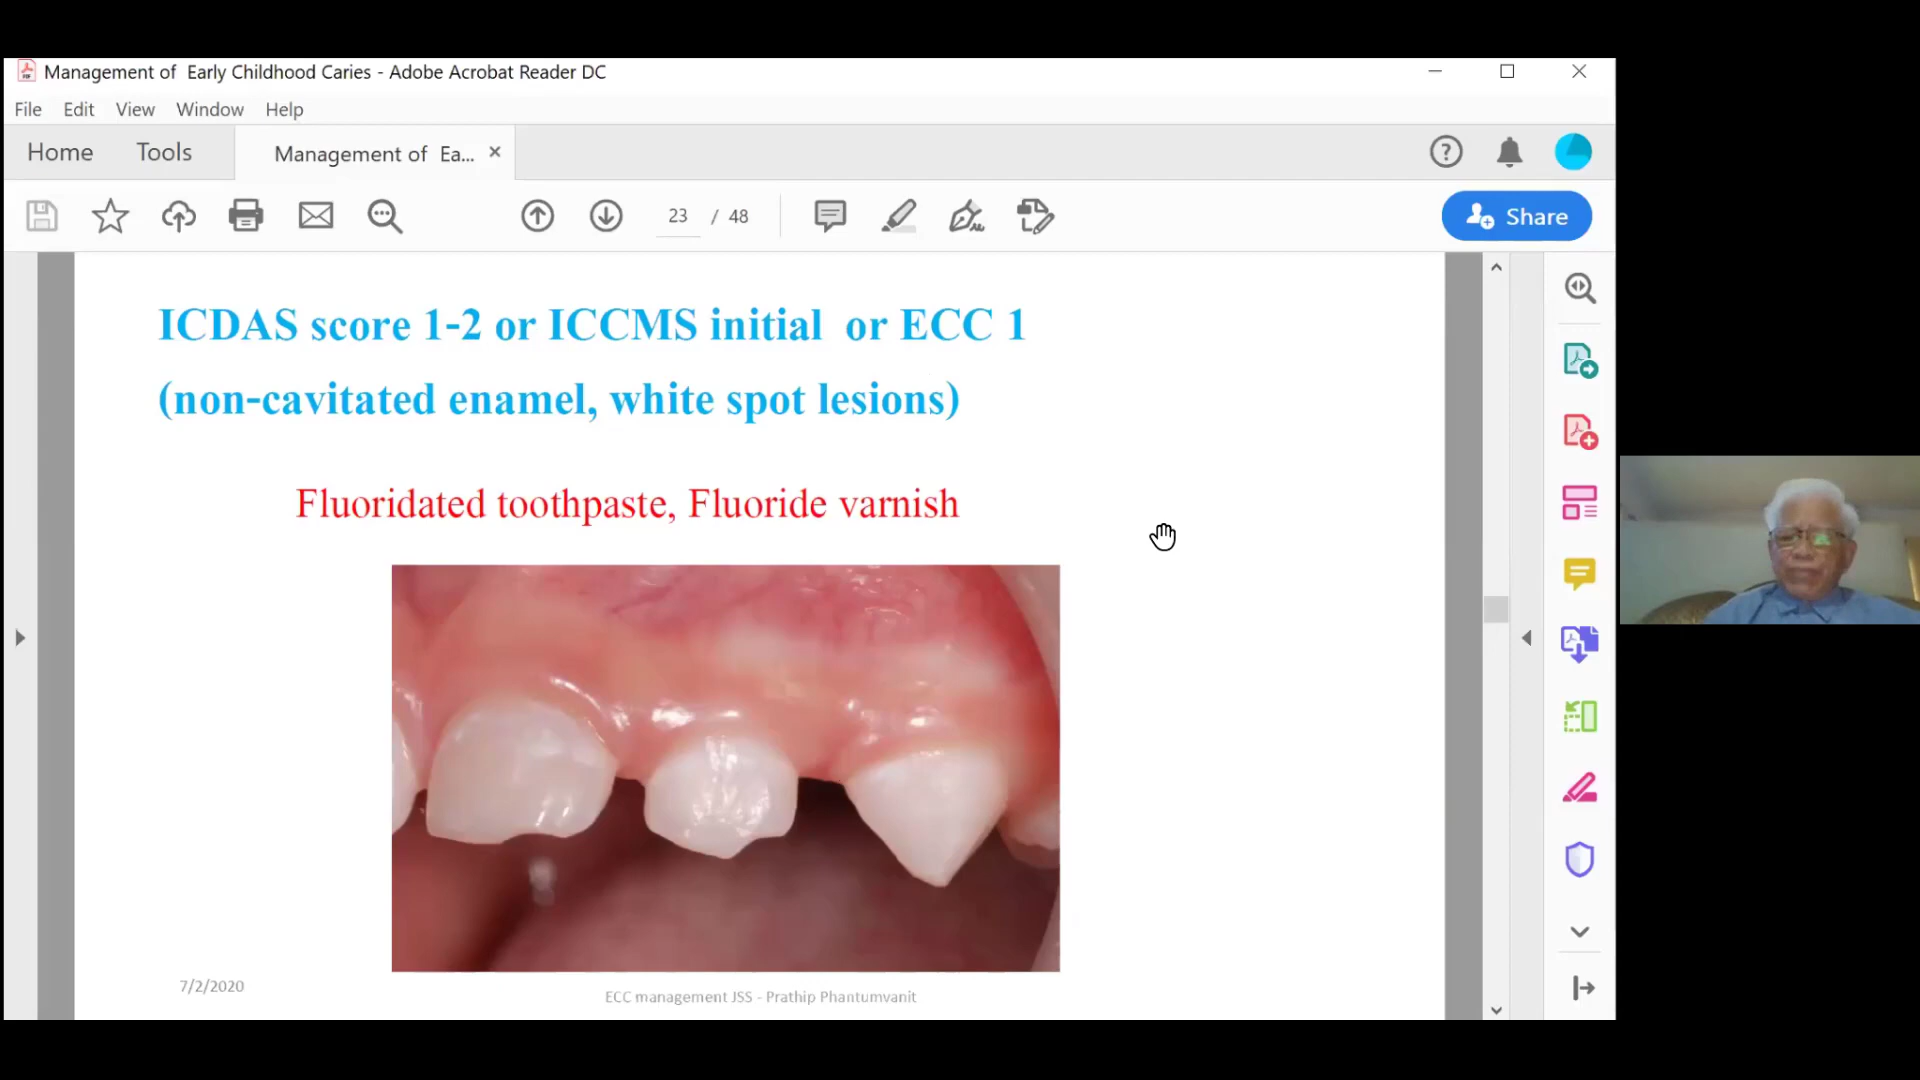 Management of  Early Childhood Caries - Adobe Acrobat Reader DC
File Edit View Window Help
Home Tools Management of  Ea...
23 / 48
Share
ICDAS score 1-2 or ICCMS initial  or ECC 1
(non-cavitated enamel, white spot lesions)
Fluoridated toothpaste, Fluoride varnish
7/2/2020
ECC management JSS - Prathip Phantumvanit